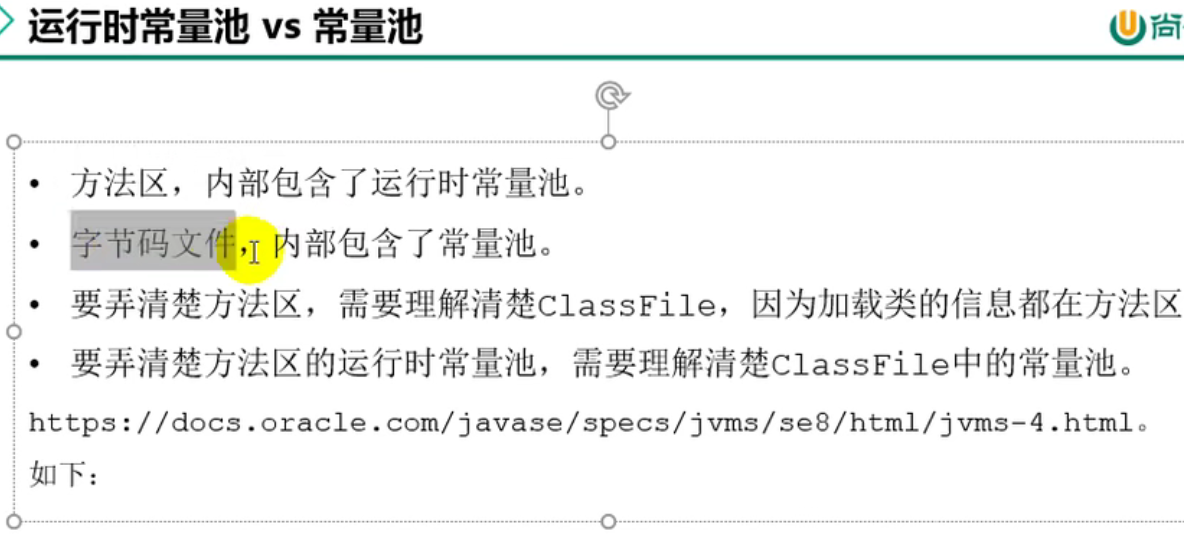 运行时常量池 vs 常量池
尚
• 方法区，内部包含了运行时常量池。
• 字节码文件，内部包含了常量池。
• 要弄清楚方法区，需要理解清楚ClassFile，因为加载类的信息都在方法区
• 要弄清楚方法区的运行时常量池，需要理解清楚ClassFile中的常量池。
https://docs.oracle.com/javase/specs/jvms/se8/html/jvms-4.html。
如下：